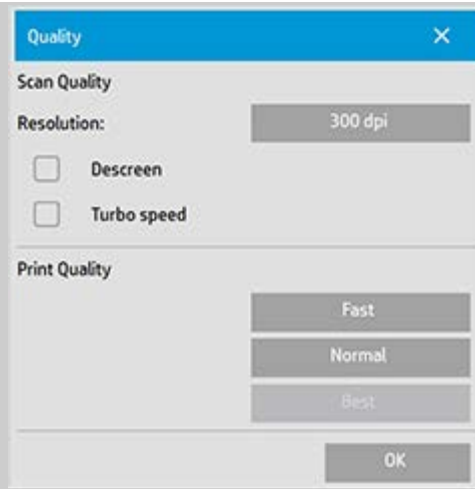 Quality
Scan Quality
Resolution: 300 dpi
Descreen
Turbo speed
Print Quality
Fast
Normal
Best
OK